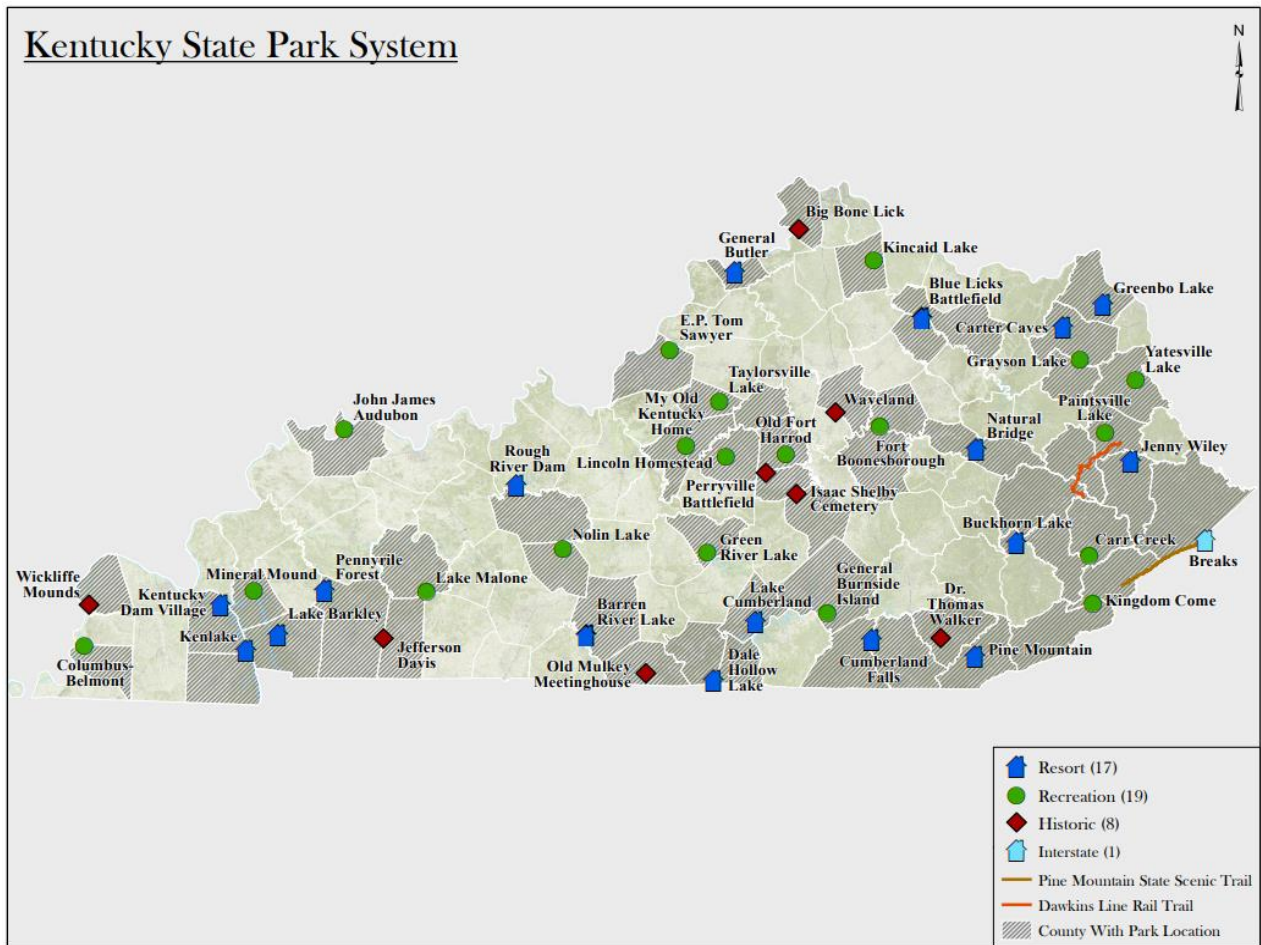 Kentucky State Park System
N
Big Bone Lick
General
Butler
Kincaid Lake
Blue Licks
Battlefield
Greenbo Lake
Carter Caves
E.P. Tom
Sawyer
Grayson Lake
Yatesville
Lake
Taylorsville
Lake
John James
Audubon
My Old
Kentucky
Home
Waveland
Paintsville
Lake
Old Fort
Harrod
Natural
Bridge
Jenny Wiley
Rough
River Dam
Lincoln Homestead
Fort
Boonesborough
Perryville
Battlefield
Isaac Shelby
Cemetery
Buckhorn Lake
Nolin Lake
Green
River Lake
Carr Creek
Breaks
Wickliffe
Mounds
Mineral Mound
Pennyrile
Forest
Kentucky
Dam Village
Lake Malone
General
Burnside
Island
Dr.
Thomas
Walker
Kingdom Come
Lake Barkley
Barren
River Lake
Lake
Cumberland
Kenlake
Jefferson
Davis
Pine Mountain
Columbus-
Belmont
Old Mulkey
Meetinghouse
Dale
Hollow
Lake
Cumberland
Falls
Resort (17)
Recreation (19)
Historic (8)
Interstate (1)
Pine Mountain State Scenic Trail
Dawkins Line Rail Trail
County With Park Location